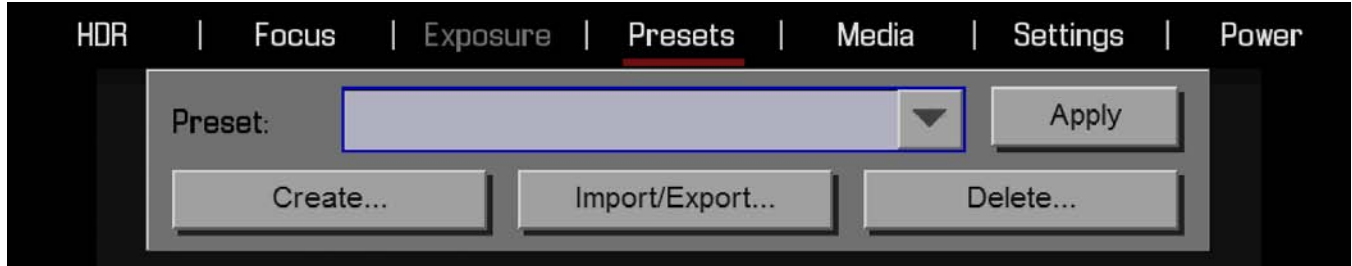 HDR | Focus | Exposure | Presets | Media | Settings | Power
Preset: Apply
Create... Import/Export... Delete...